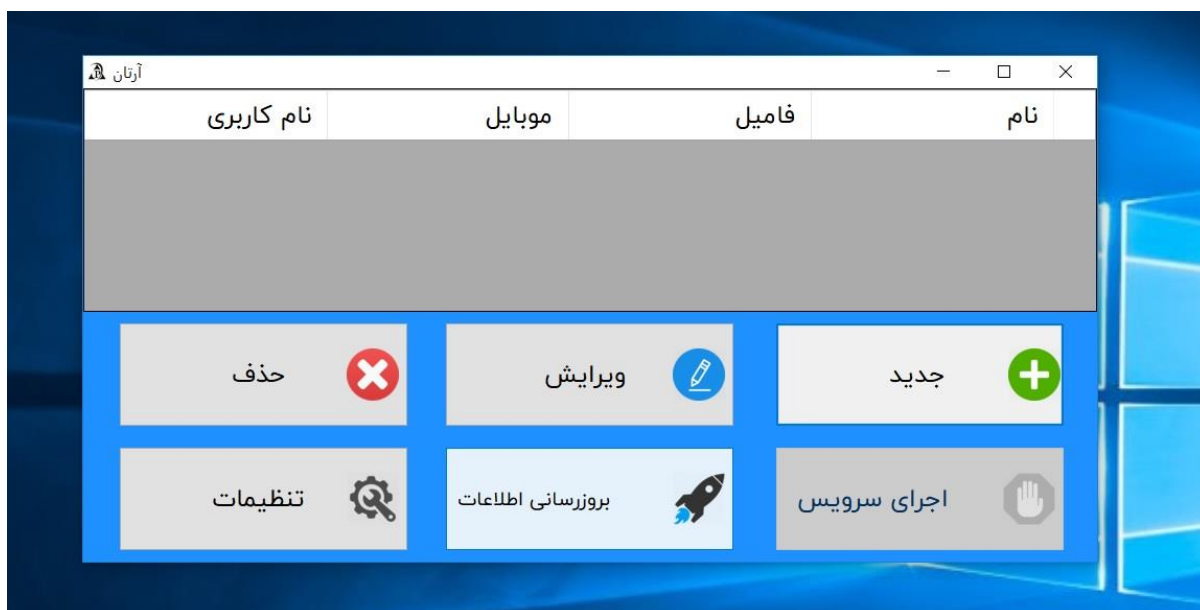 آرتان
نام فامیل موبایل نام کاربری
جدید ویرایش حذف
اجرای سرویس بروزرسانی اطلاعات تنظیمات